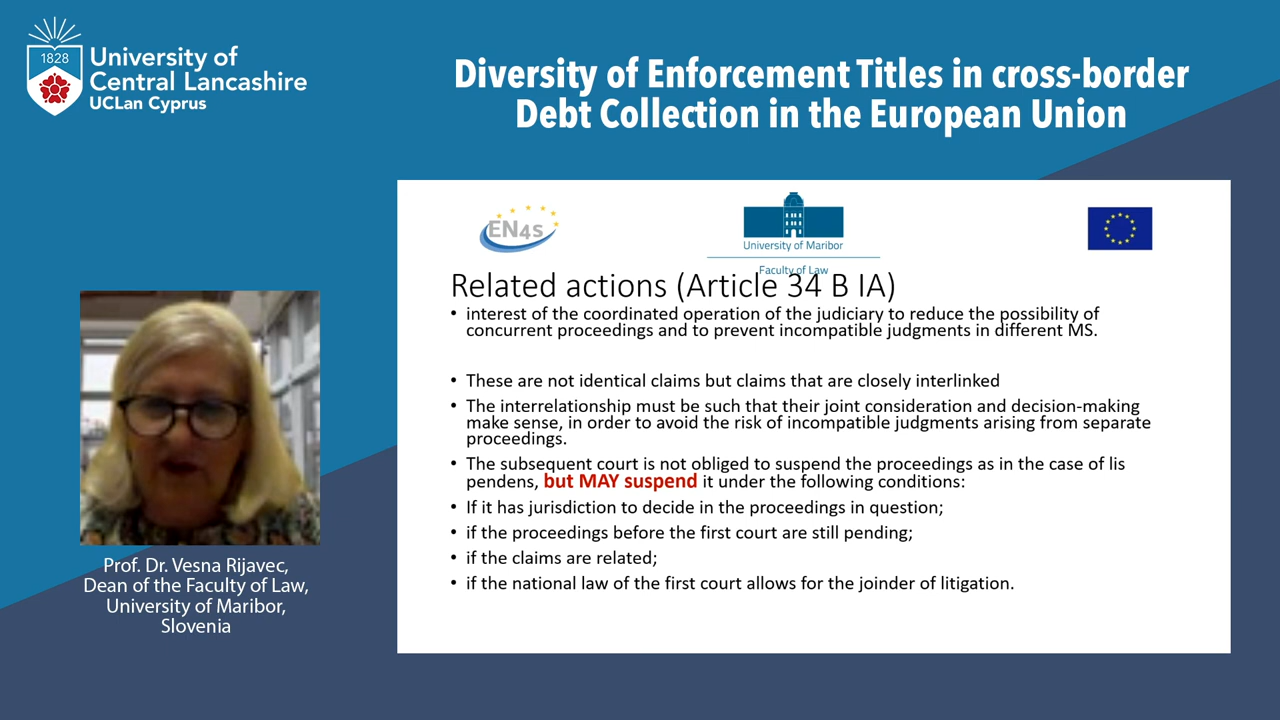 1828
University of
Central Lancashire
UCLan Cyprus
Diversity of Enforcement Titles in cross-border
Debt Collection in the European Union
EN4s
University of Maribor
Faculty of Law
Related actions (Article 34 B IA)
• interest of the coordinated operation of the judiciary to reduce the possibility of
concurrent proceedings and to prevent incompatible judgments in different MS.
• These are not identical claims but claims that are closely interlinked
• The interrelationship must be such that their joint consideration and decision-making
make sense, in order to avoid the risk of incompatible judgments arising from separate
proceedings.
• The subsequent court is not obliged to suspend the proceedings as in the case of lis
pendens, but MAY suspend it under the following conditions:
• If it has jurisdiction to decide in the proceedings in question;
• if the proceedings before the first court are still pending;
• if the claims are related;
• if the national law of the first court allows for the joinder of litigation.
Prof. Dr. Vesna Rijavec,
Dean of the Faculty of Law,
University of Maribor,
Slovenia